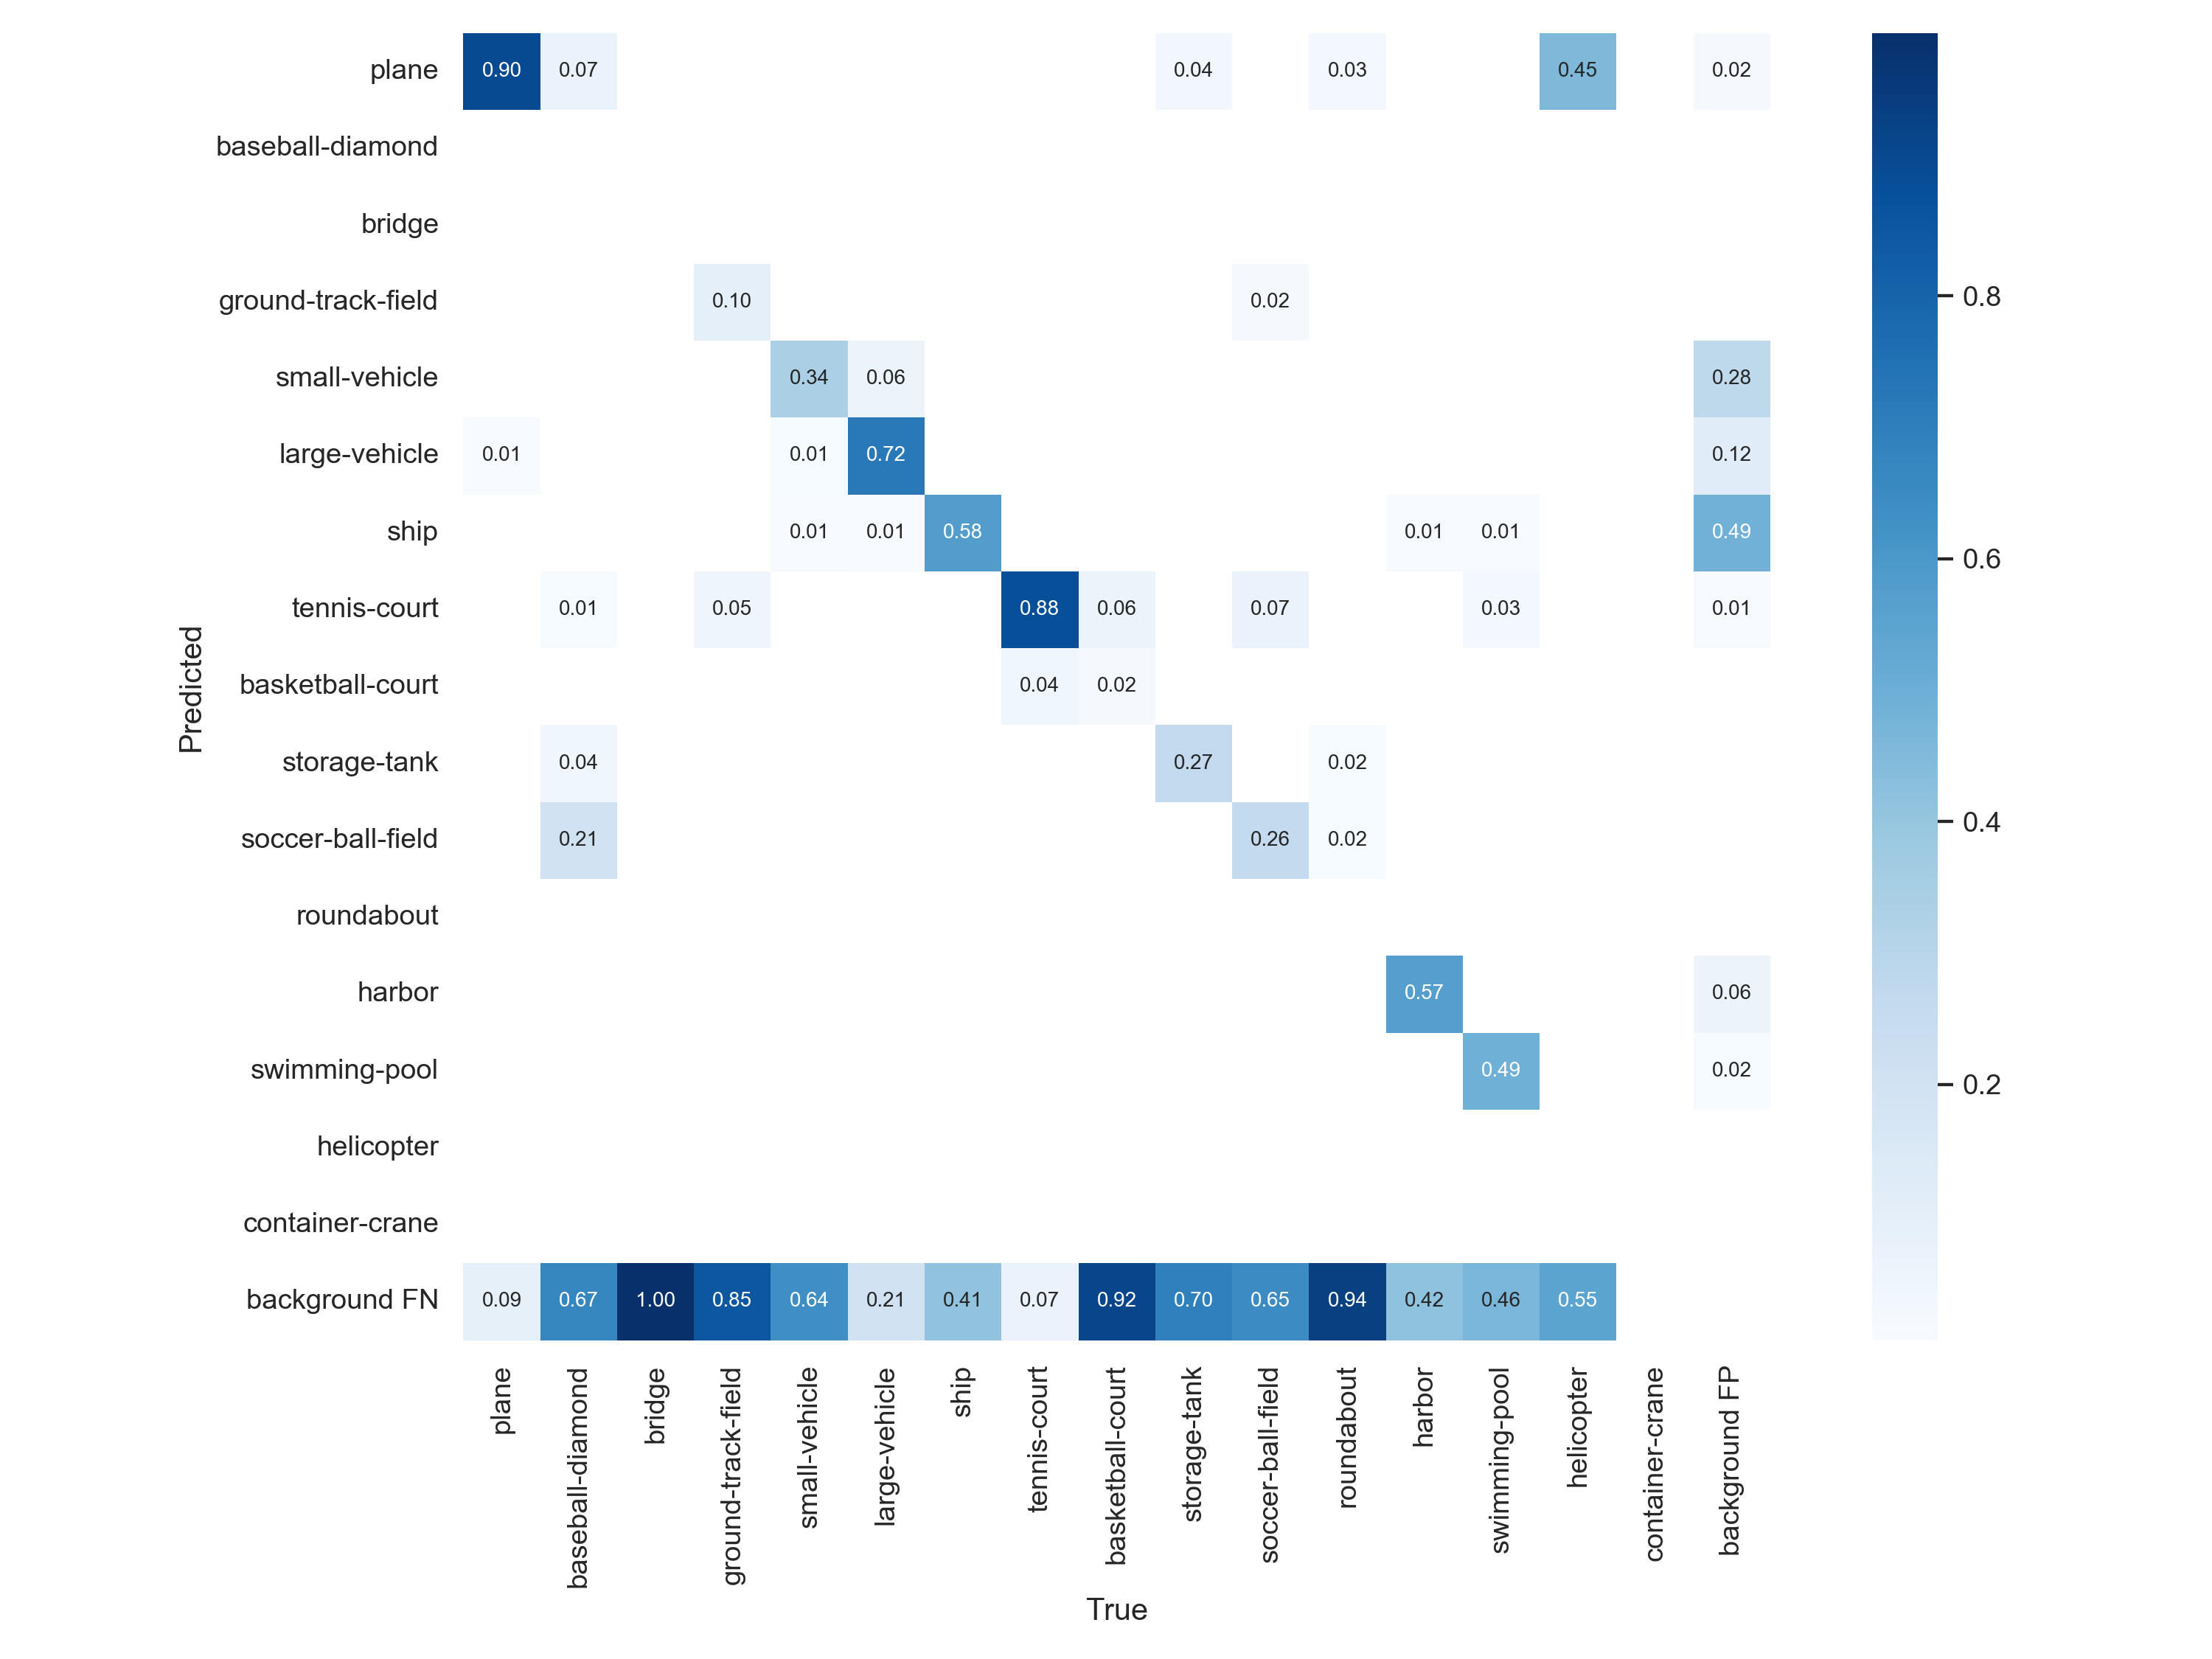 plane 0.90 0.07 0.04 0.03 0.45 0.02
baseball-diamond
bridge
ground-track-field 0.10 0.02 0.8
small-vehicle 0.34 0.06 0.28
large-vehicle 0.01 0.01 0.72 0.12
ship 0.01 0.01 0.58 0.01 0.01 0.49
0.6
tennis-court 0.01 0.05 0.88 0.06 0.07 0.03 0.01
Predicted
basketball-court 0.04 0.02
storage-tank 0.04 0.27 0.02
0.4
soccer-ball-field 0.21 0.26 0.02
roundabout
harbor 0.57 0.06
swimming-pool 0.49 0.02
0.2
helicopter
container-crane
background FN 0.09 0.67 1.00 0.85 0.64 0.21 0.41 0.07 0.92 0.70 0.65 0.94 0.42 0.46 0.55
plane
baseball-diamond
bridge
ground-track-field
small-vehicle
large-vehicle
ship
tennis-court
basketball-court
storage-tank
soccer-ball-field
roundabout
harbor
swimming-pool
helicopter
container-crane
background FP
True